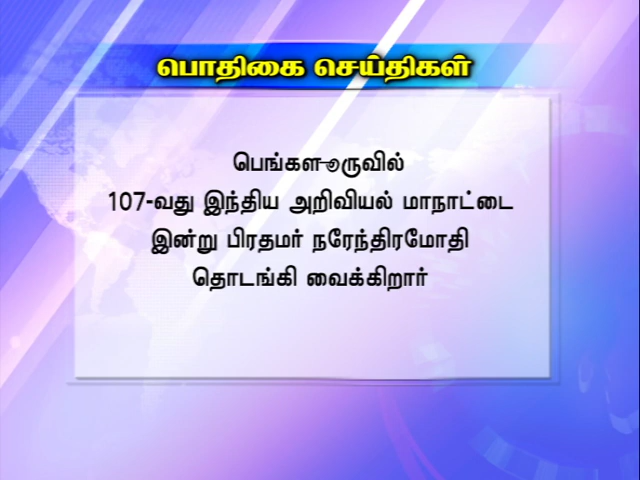 பொதிகை செய்திகள்
பெங்களூருவில்
107-வது இந்திய அறிவியல் மாநாட்டை
இன்று பிரதமர் நரேந்திரமோதி
தொடங்கி வைக்கிறார்